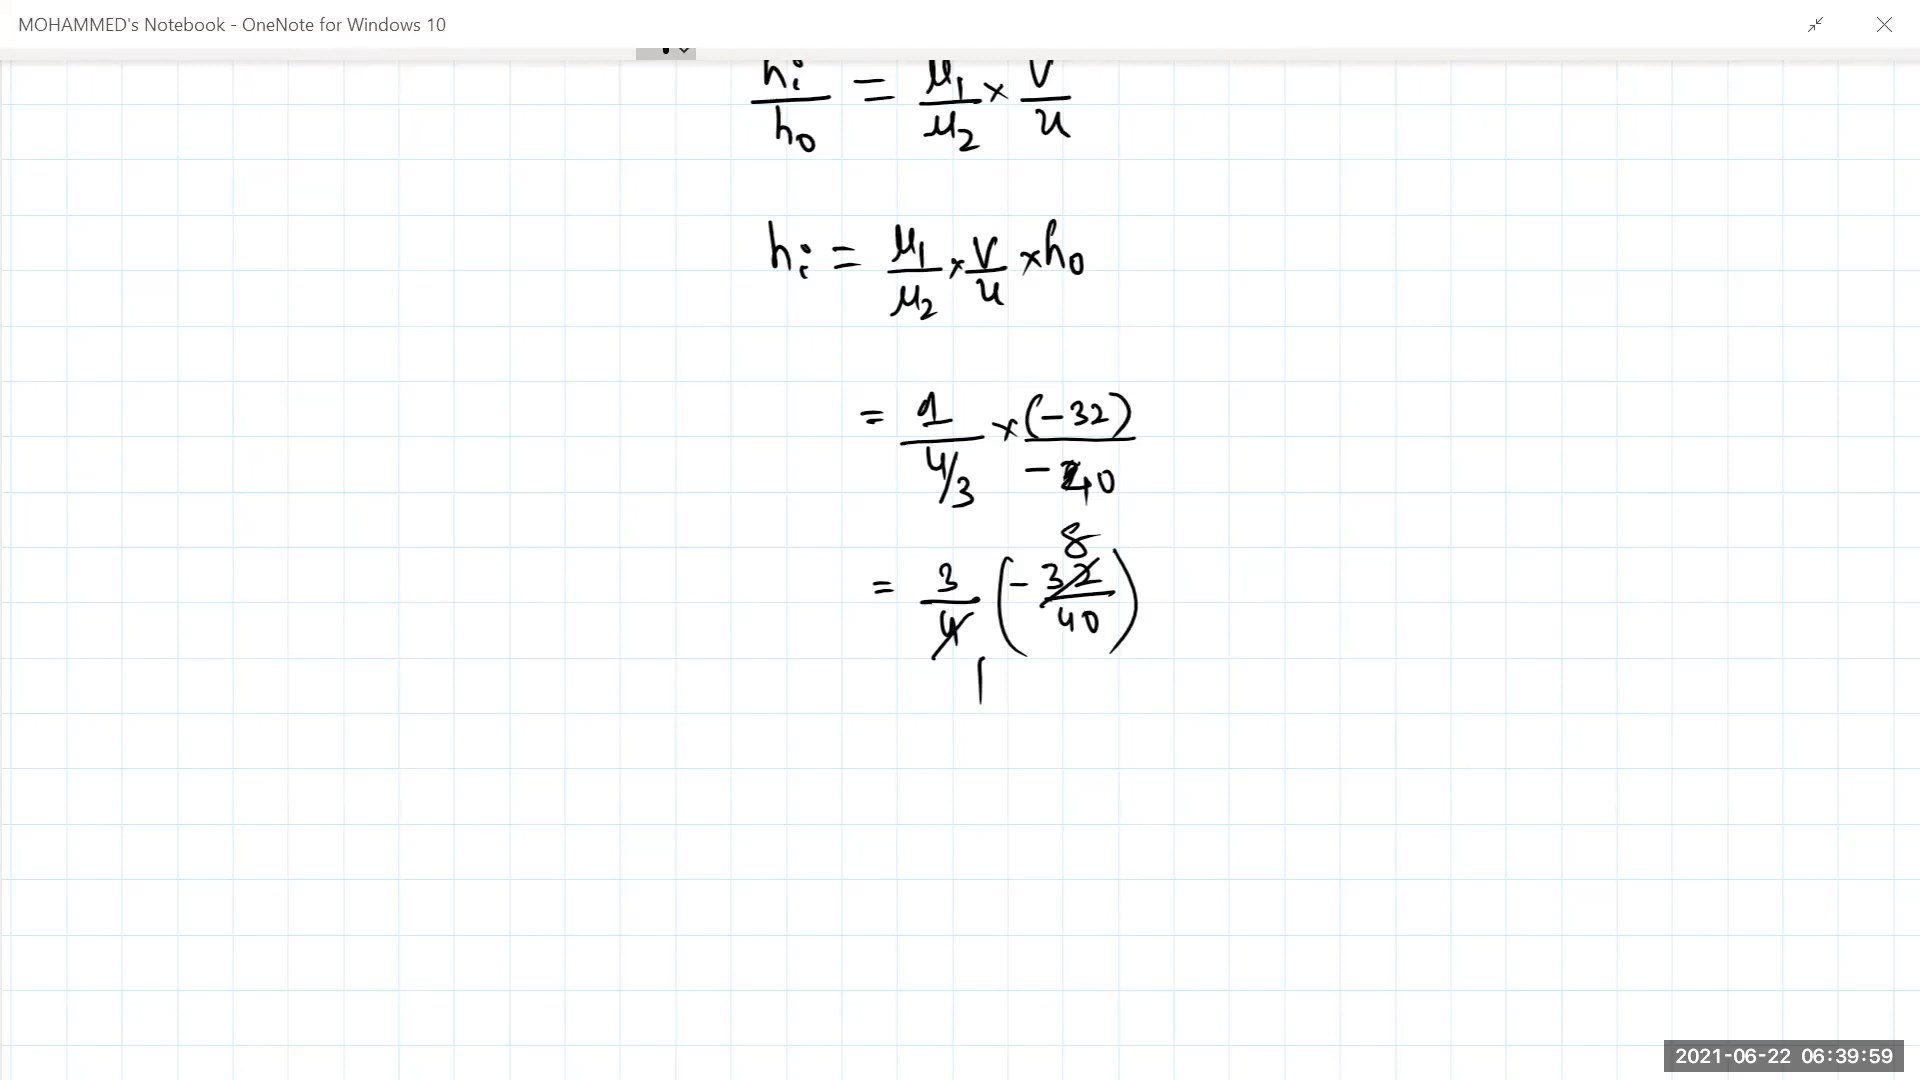 MOHAMMED's Notebook - OneNote for Windows 10
hi/h0 = μ1/μ2 × v/u
hi = μ1/μ2 × v/u × h0
= 1/(4/3) × (-32)/-40
= 3/4 (-32/40)
8
1
2021-06-22 06:39:59